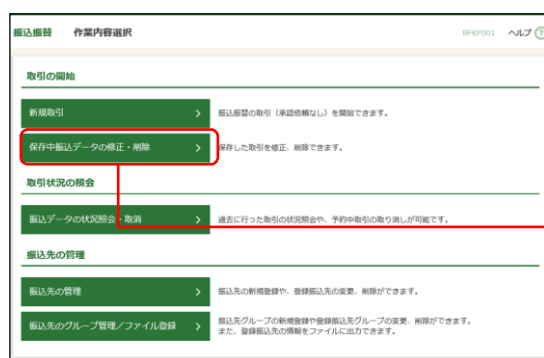 振込振替 作業内容選択 BFKF001 ヘルプ ?
取引の開始
新規取引 振込振替の取引（承認依頼なし）を開始できます。
保存中振込データの修正・削除 保存した取引を修正、削除できます。
取引状況の照会
振込データの状況照会・取消 過去に行った取引の状況照会や、予約中取引の取り消しが可能です。
振込先の管理
振込先の管理 振込先の新規登録や、登録振込先の変更、削除ができます。
振込先のグループ管理／ファイル登録 振込先グループの新規登録や登録振込先グループの変更、削除ができます。
また、登録振込先の情報をファイルに出力できます。